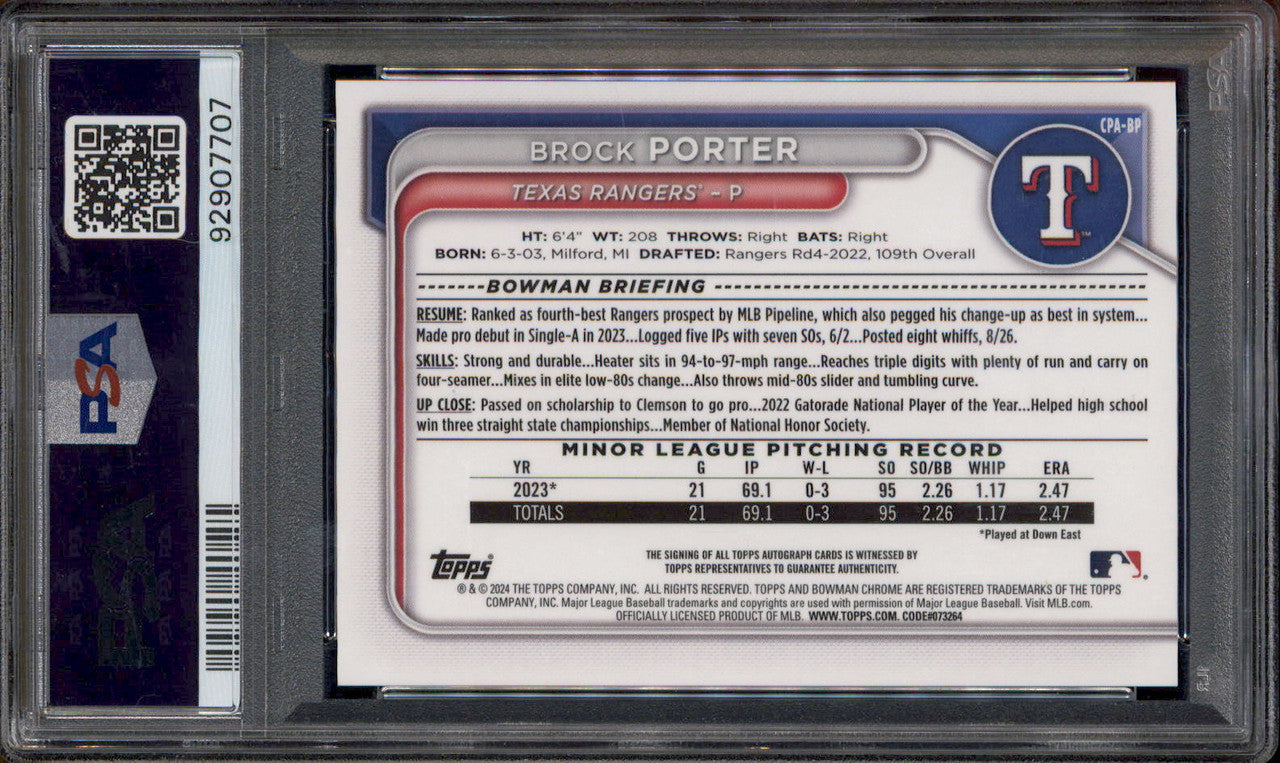 92907707
PSA
CPA-BP
BROCK PORTER
TEXAS RANGERS® – P
T™
HT: 6'4" WT: 208 THROWS: Right BATS: Right
BORN: 6-3-03, Milford, MI DRAFTED: Rangers Rd4-2022, 109th Overall
-------BOWMAN BRIEFING ---------------------------------------------
RESUME: Ranked as fourth-best Rangers prospect by MLB Pipeline, which also pegged his change-up as best in system...
Made pro debut in Single-A in 2023...Logged five IPs with seven SOs, 6/2...Posted eight whiffs, 8/26.
SKILLS: Strong and durable...Heater sits in 94-to-97-mph range...Reaches triple digits with plenty of run and carry on
four-seamer...Mixes in elite low-80s change...Also throws mid-80s slider and tumbling curve.
UP CLOSE: Passed on scholarship to Clemson to go pro...2022 Gatorade National Player of the Year...Helped high school
win three straight state championships...Member of National Honor Society.
MINOR LEAGUE PITCHING RECORD
YR G IP W-L SO SO/BB WHIP ERA
2023* 21 69.1 0-3 95 2.26 1.17 2.47
TOTALS 21 69.1 0-3 95 2.26 1.17 2.47
*Played at Down East
Topps®
THE SIGNING OF ALL TOPPS AUTOGRAPH CARDS IS WITNESSED BY
TOPPS REPRESENTATIVES TO GUARANTEE AUTHENTICITY.
® & © 2024 THE TOPPS COMPANY, INC. ALL RIGHTS RESERVED. TOPPS AND BOWMAN CHROME ARE REGISTERED TRADEMARKS OF THE TOPPS
COMPANY, INC. Major League Baseball trademarks and copyrights are used with permission of Major League Baseball. Visit MLB.com.
OFFICIALLY LICENSED PRODUCT OF MLB. WWW.TOPPS.COM. CODE#073264
PSA